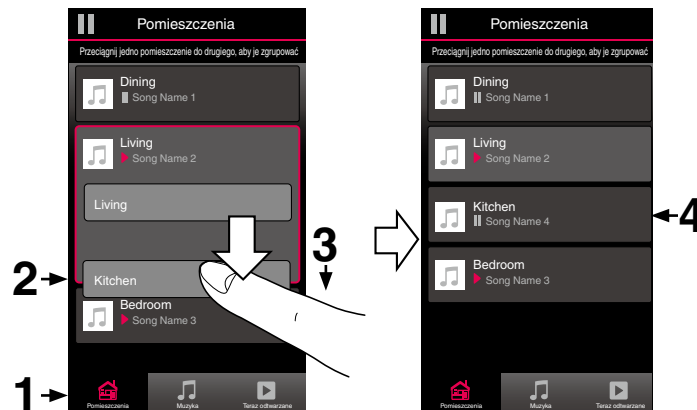 Pomieszczenia
Przeciągnij jedno pomieszczenie do drugiego, aby je zgrupować
Dining
Song Name 1
Living
Song Name 2
Living
Kitchen
Bedroom
Song Name 3
Pomieszczenia
Muzyka
Teraz odtwarzane
1
2
3
Pomieszczenia
Przeciągnij jedno pomieszczenie do drugiego, aby je zgrupować
Dining
Song Name 1
Living
Song Name 2
Kitchen
Song Name 4
Bedroom
Song Name 3
Pomieszczenia
Muzyka
Teraz odtwarzane
4